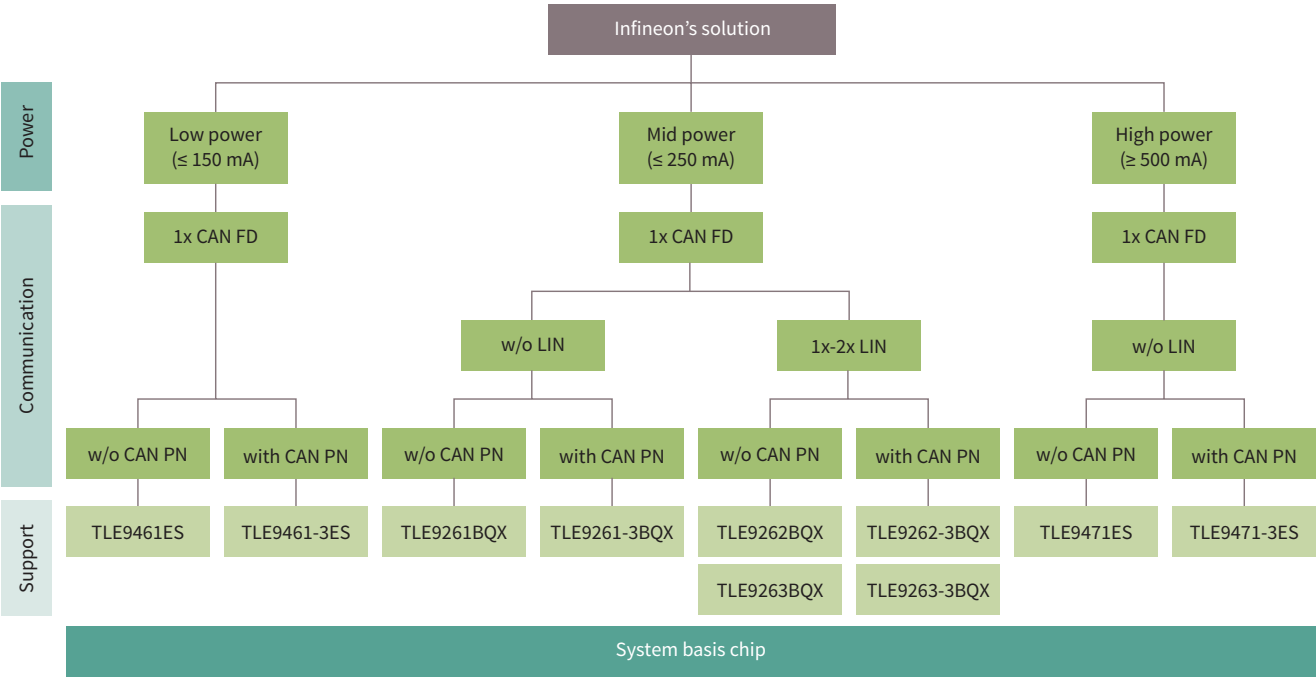 Infineon’s solution
Power
Low power
(≤ 150 mA)
Mid power
(≤ 250 mA)
High power
(≥ 500 mA)
Communication
1x CAN FD
1x CAN FD
1x CAN FD
w/o LIN
1x-2x LIN
w/o LIN
w/o CAN PN
with CAN PN
w/o CAN PN
with CAN PN
w/o CAN PN
with CAN PN
w/o CAN PN
with CAN PN
Support
TLE9461ES
TLE9461-3ES
TLE9261BQX
TLE9261-3BQX
TLE9262BQX
TLE9262-3BQX
TLE9471ES
TLE9471-3ES
TLE9263BQX
TLE9263-3BQX
System basis chip